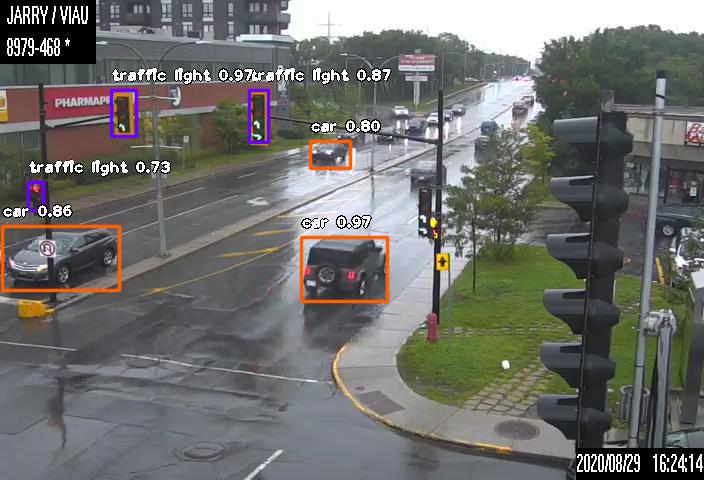 JARRY / VIAU
8979-468 *
traffic light 0.97
traffic light 0.87
car 0.80
PHARMAPR
traffic light 0.73
car 0.86
car 0.97
2020/08/29 16:24:14